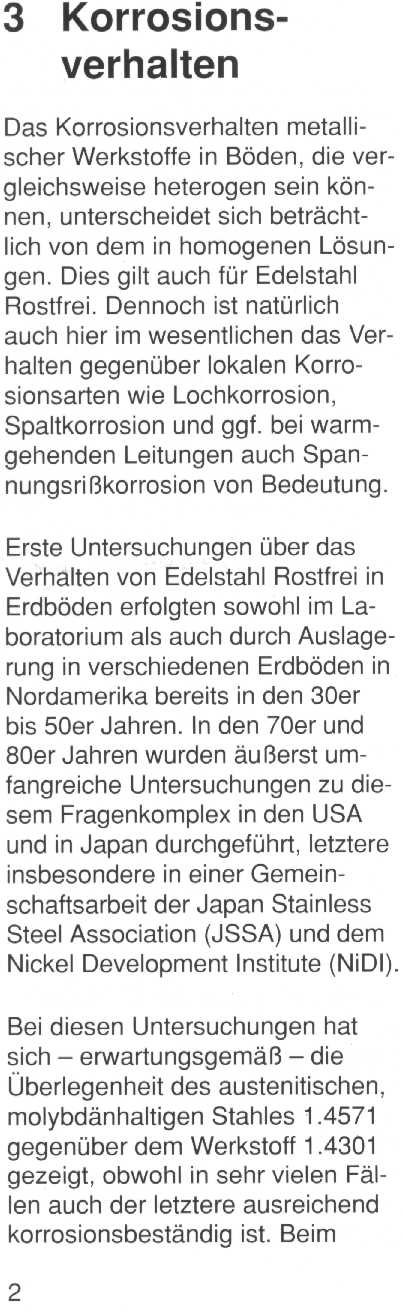 3 Korrosions-
verhalten
Das Korrosionsverhalten metalli-
scher Werkstoffe in Böden, die ver-
gleichsweise heterogen sein kön-
nen, unterscheidet sich beträcht-
lich von dem in homogenen Lösun-
gen. Dies gilt auch für Edelstahl
Rostfrei. Dennoch ist natürlich
auch hier im wesentlichen das Ver-
halten gegenüber lokalen Korro-
sionsarten wie Lochkorrosion,
Spaltkorrosion und ggf. bei warm-
gehenden Leitungen auch Span-
nungsrißkorrosion von Bedeutung.
Erste Untersuchungen über das
Verhalten von Edelstahl Rostfrei in
Erdböden erfolgten sowohl im La-
boratorium als auch durch Auslage-
rung in verschiedenen Erdböden in
Nordamerika bereits in den 30er
bis 50er Jahren. In den 70er und
80er Jahren wurden äußerst um-
fangreiche Untersuchungen zu die-
sem Fragenkomplex in den USA
und in Japan durchgeführt, letztere
insbesondere in einer Gemein-
schaftsarbeit der Japan Stainless
Steel Association (JSSA) und dem
Nickel Development Institute (NiDI).
Bei diesen Untersuchungen hat
sich – erwartungsgemäß – die
Überlegenheit des austenitischen,
molybdänhaltigen Stahles 1.4571
gegenüber dem Werkstoff 1.4301
gezeigt, obwohl in sehr vielen Fäl-
len auch der letztere ausreichend
korrosionsbeständig ist. Beim
2